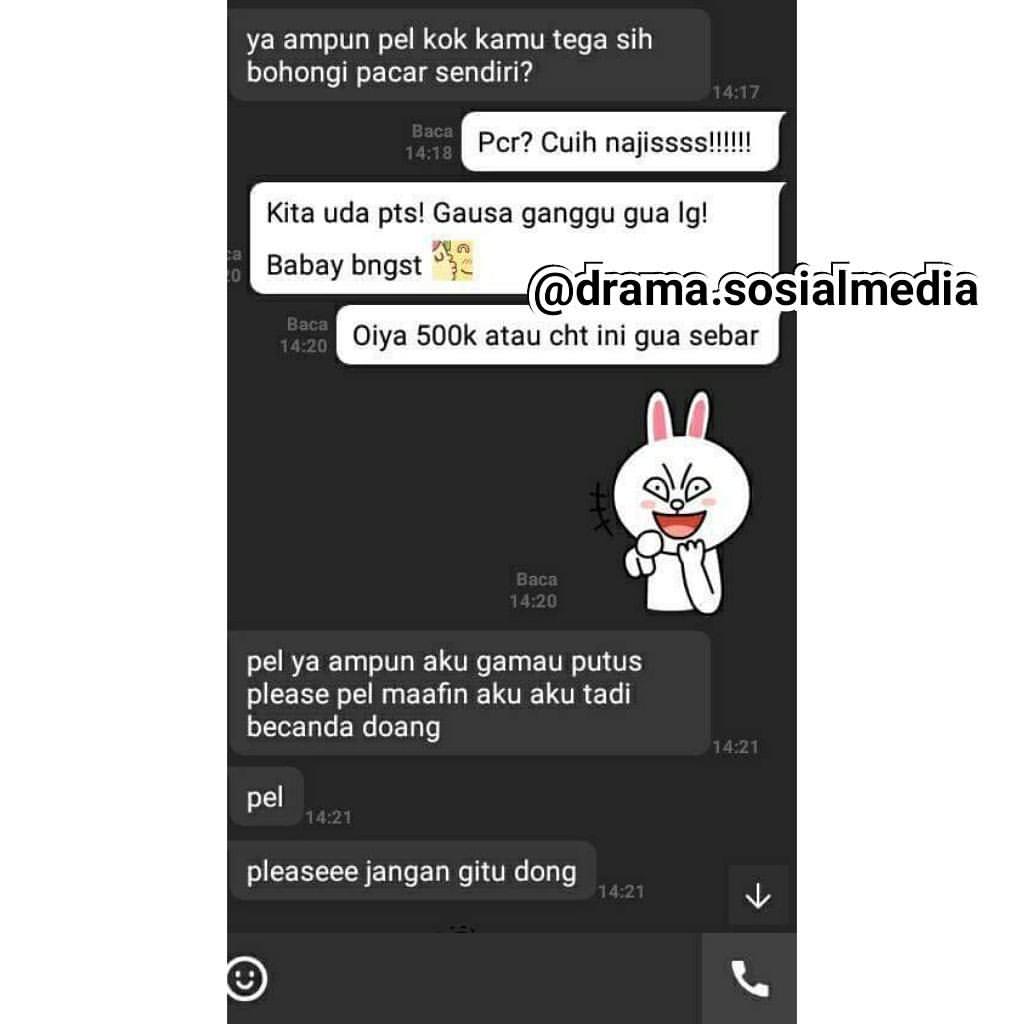 ya ampun pel kok kamu tega sih
bohongi pacar sendiri?
14:17
Baca
14:18
Pcr? Cuih najissss!!!!!!
Kita uda pts! Gausa ganggu gua lg!
Babay bngst
@drama.sosialmedia
Baca
14:20
Oiya 500k atau cht ini gua sebar
Baca
14:20
pel ya ampun aku gamau putus
please pel maafin aku aku tadi
becanda doang
14:21
pel
14:21
pleaseee jangan gitu dong
14:21